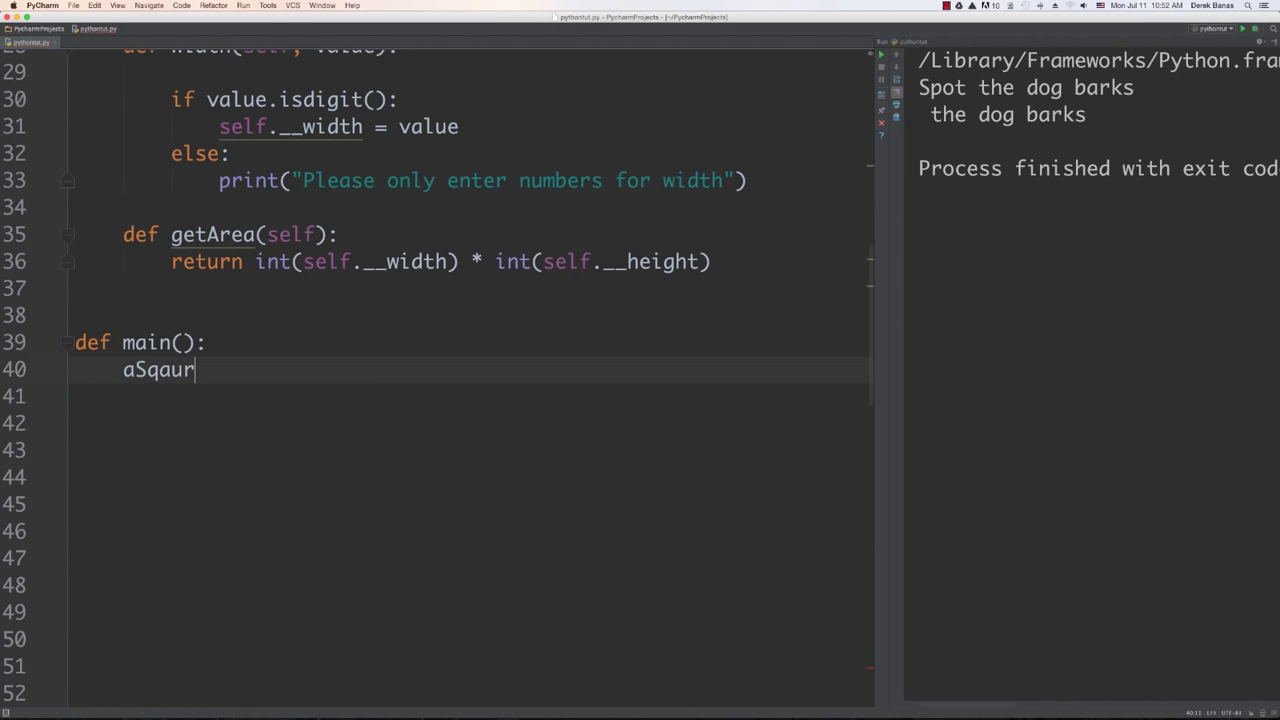 PyCharm File Edit View Navigate Code Refactor Run Tools VCS Window Help 10 Mon Jul 11 10:52 AM Derek Banas
pythontut.py - PycharmProjects - [~/PycharmProjects]
PycharmProjects pythontut.py pythontut
pythontut.py Run pythontut
def width(self, value):
29
30 if value.isdigit():
31 self.__width = value
32 else:
33 print("Please only enter numbers for width")
34
35 def getArea(self):
36 return int(self.__width) * int(self.__height)
37
38
39 def main():
40 aSqaur
41
42
43
44
45
46
47
48
49
50
51
52
/Library/Frameworks/Python.fra
Spot the dog barks
the dog barks
Process finished with exit cod
40:11 LF≑ UTF-8≑